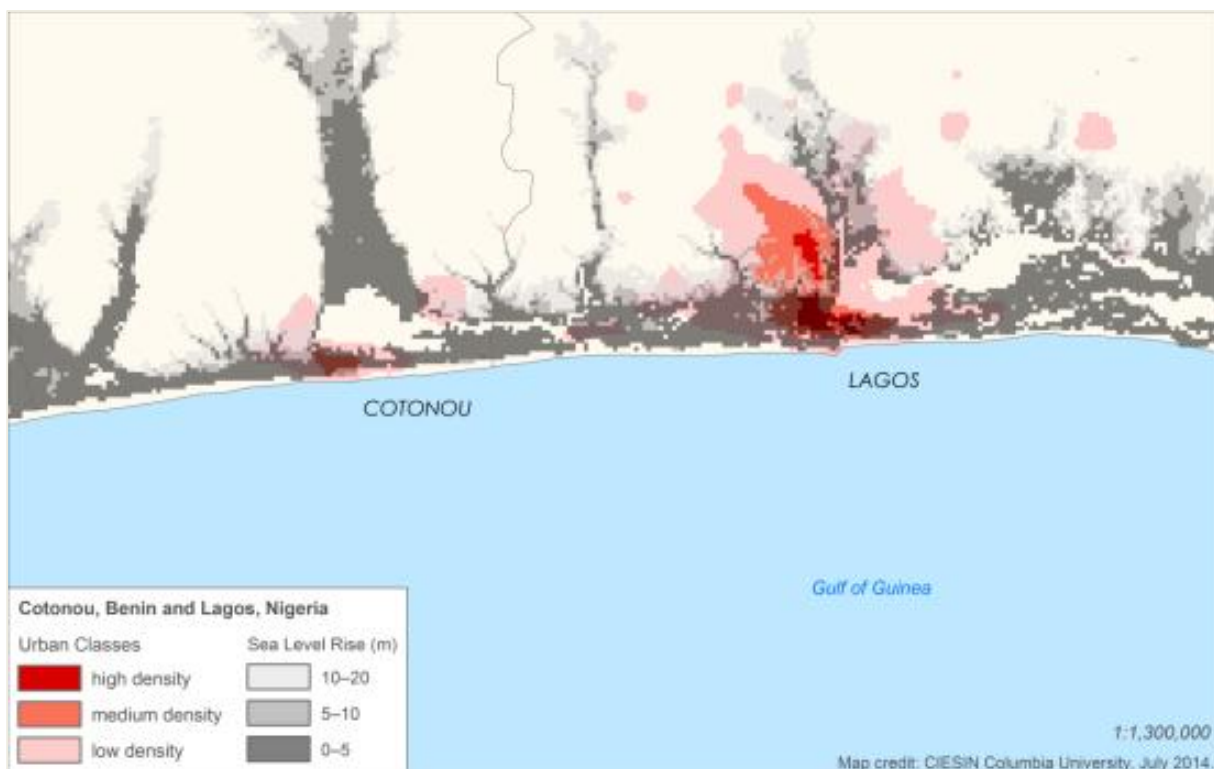 COTONOU
LAGOS
Gulf of Guinea
Cotonou, Benin and Lagos, Nigeria
Urban Classes
high density
medium density
low density
Sea Level Rise (m)
10–20
5–10
0–5
1:1,300,000
Map credit: CIESIN Columbia University, July 2014.